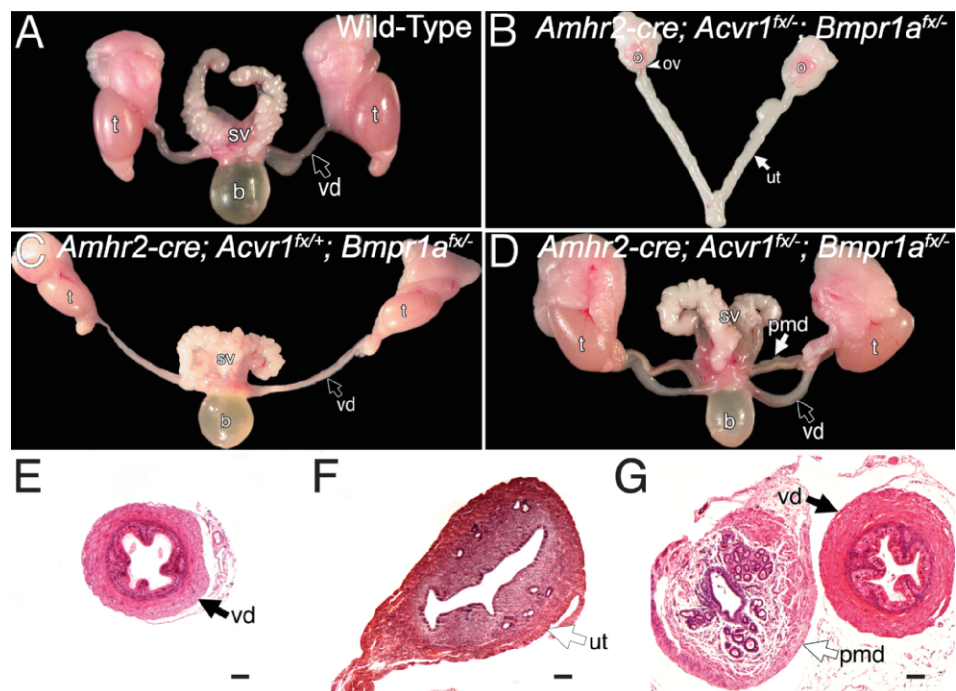 A Wild-Type
t sv t
b vd
B Amhr2-cre; Acvr1fx/-; Bmpr1afx/-
o o
ov
ut
C Amhr2-cre; Acvr1fx/+; Bmpr1afx/-
t t
sv
vd
b
D Amhr2-cre; Acvr1fx/-; Bmpr1afx/-
sv
pmd
t t
b vd
E
vd
F
ut
G
vd
pmd